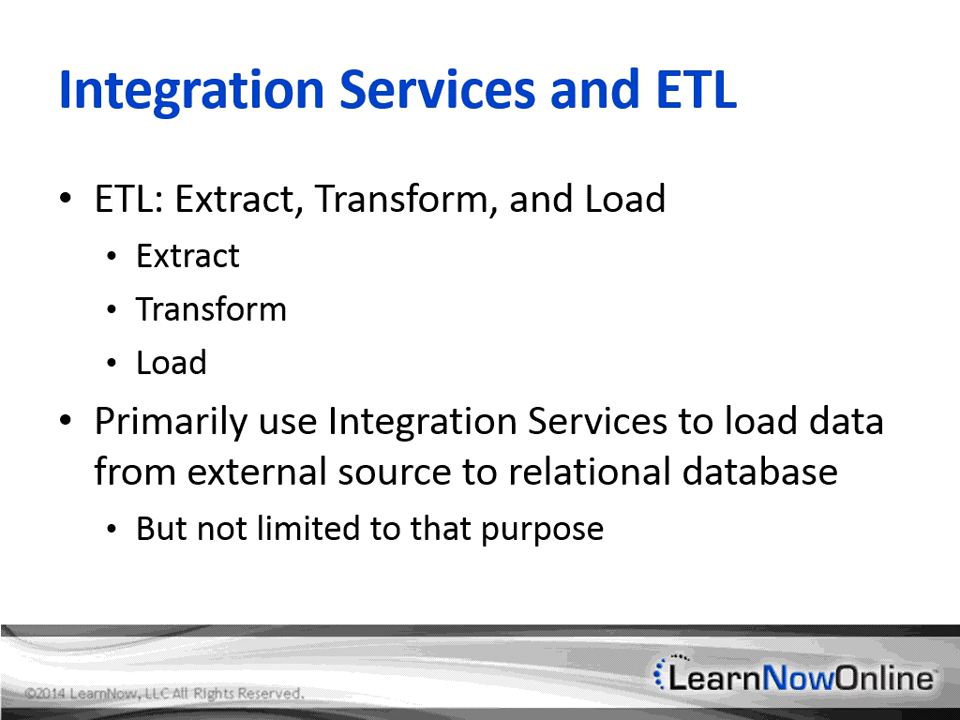 Integration Services and ETL
• ETL: Extract, Transform, and Load
• Extract
• Transform
• Load
• Primarily use Integration Services to load data
from external source to relational database
• But not limited to that purpose
©2014 LearnNow, LLC All Rights Reserved.
LearnNowOnline